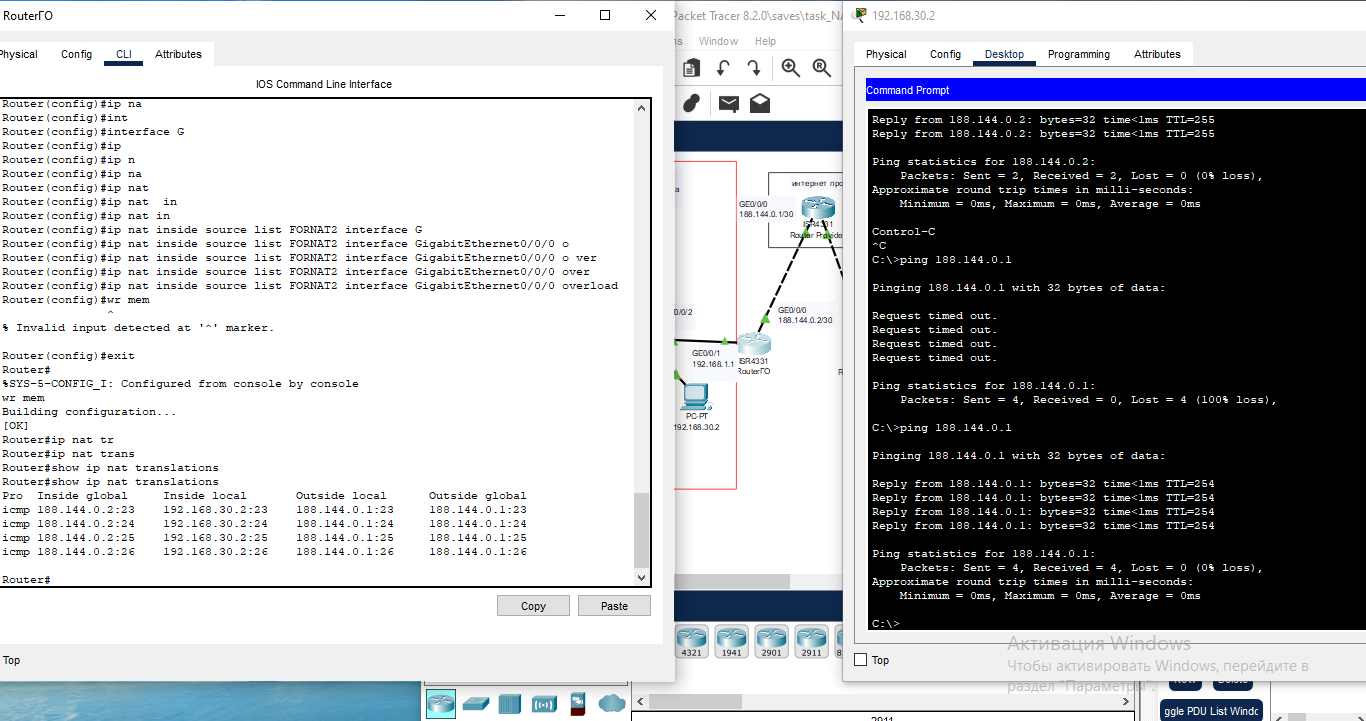 RouterГО
Physical
Config
CLI
Attributes
IOS Command Line Interface
Router(config)#ip na
Router(config)#int
Router(config)#interface G
Router(config)#ip
Router(config)#ip n
Router(config)#ip na
Router(config)#ip nat
Router(config)#ip nat  in
Router(config)#ip nat in
Router(config)#ip nat inside source list FORNAT2 interface G
Router(config)#ip nat inside source list FORNAT2 interface GigabitEthernet0/0/0 o
Router(config)#ip nat inside source list FORNAT2 interface GigabitEthernet0/0/0 o ver
Router(config)#ip nat inside source list FORNAT2 interface GigabitEthernet0/0/0 over
Router(config)#ip nat inside source list FORNAT2 interface GigabitEthernet0/0/0 overload
Router(config)#wr mem
^
% Invalid input detected at '^' marker.
Router(config)#exit
Router#
%SYS-5-CONFIG_I: Configured from console by console
wr mem
Building configuration...
[OK]
Router#ip nat tr
Router#ip nat trans
Router#show ip nat translations
Router#show ip nat translations
Pro  Inside global     Inside local       Outside local      Outside global
icmp 188.144.0.2:23    192.168.30.2:23    188.144.0.1:23     188.144.0.1:23
icmp 188.144.0.2:24    192.168.30.2:24    188.144.0.1:24     188.144.0.1:24
icmp 188.144.0.2:25    192.168.30.2:25    188.144.0.1:25     188.144.0.1:25
icmp 188.144.0.2:26    192.168.30.2:26    188.144.0.1:26     188.144.0.1:26
Router#
Copy
Paste
Top
Packet Tracer 8.2.0\saves\task_NA
ns
Window
Help
интернет про
GE0/0/0
188.144.0.1/30
ISR4331
Router Provide
0/0/2
GE0/0/0
188.144.0.2/30
GE0/0/1
192.168.1.1
ISR4331
RouterГО
PC-PT
192.168.30.2
4321
1941
2901
2911
2911
192.168.30.2
Physical
Config
Desktop
Programming
Attributes
Command Prompt
Reply from 188.144.0.2: bytes=32 time<1ms TTL=255
Reply from 188.144.0.2: bytes=32 time<1ms TTL=255
Ping statistics for 188.144.0.2:
Packets: Sent = 2, Received = 2, Lost = 0 (0% loss),
Approximate round trip times in milli-seconds:
Minimum = 0ms, Maximum = 0ms, Average = 0ms
Control-C
^C
C:\>ping 188.144.0.1
Pinging 188.144.0.1 with 32 bytes of data:
Request timed out.
Request timed out.
Request timed out.
Request timed out.
Ping statistics for 188.144.0.1:
Packets: Sent = 4, Received = 0, Lost = 4 (100% loss),
C:\>ping 188.144.0.1
Pinging 188.144.0.1 with 32 bytes of data:
Reply from 188.144.0.1: bytes=32 time<1ms TTL=254
Reply from 188.144.0.1: bytes=32 time<1ms TTL=254
Reply from 188.144.0.1: bytes=32 time<1ms TTL=254
Reply from 188.144.0.1: bytes=32 time<1ms TTL=254
Ping statistics for 188.144.0.1:
Packets: Sent = 4, Received = 4, Lost = 0 (0% loss),
Approximate round trip times in milli-seconds:
Minimum = 0ms, Maximum = 0ms, Average = 0ms
C:\>
Top
Активация Windows
Чтобы активировать Windows, перейдите в
раздел "Параметры".
New
Delete
ggle PDU List Windo